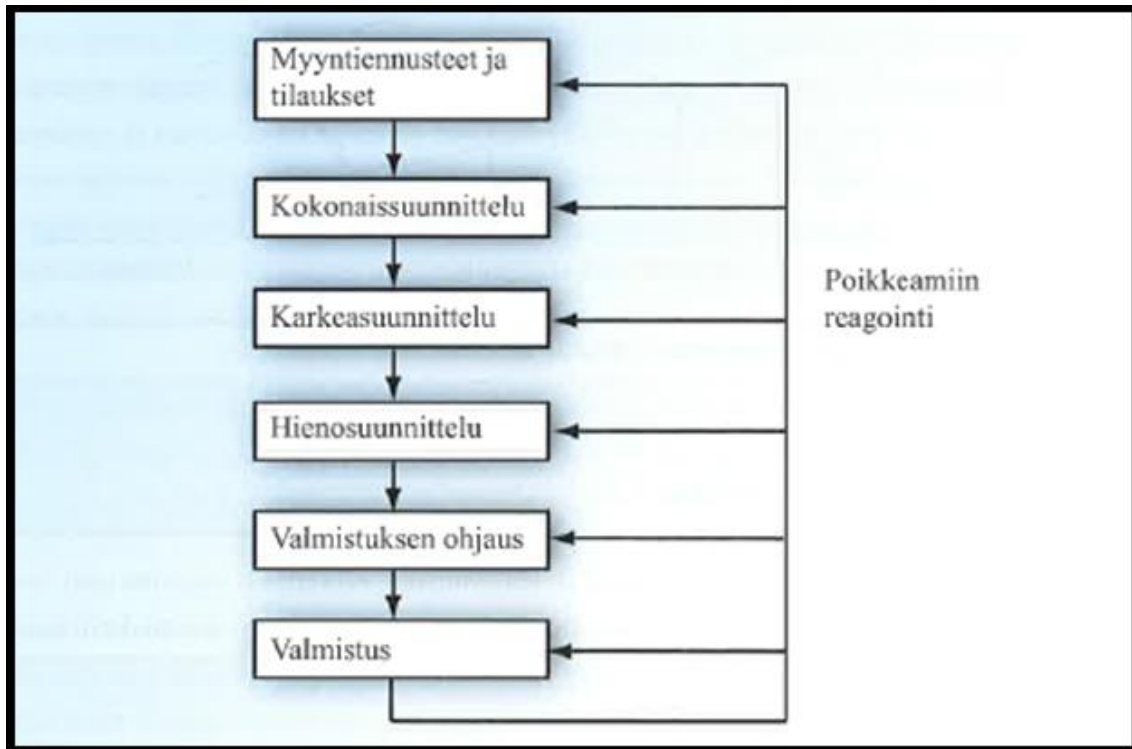 Myyntiennusteet ja
tilaukset
Kokonaissuunnittelu
Karkeasuunnittelu
Poikkeamiin
reagointi
Hienosuunnittelu
Valmistuksen ohjaus
Valmistus